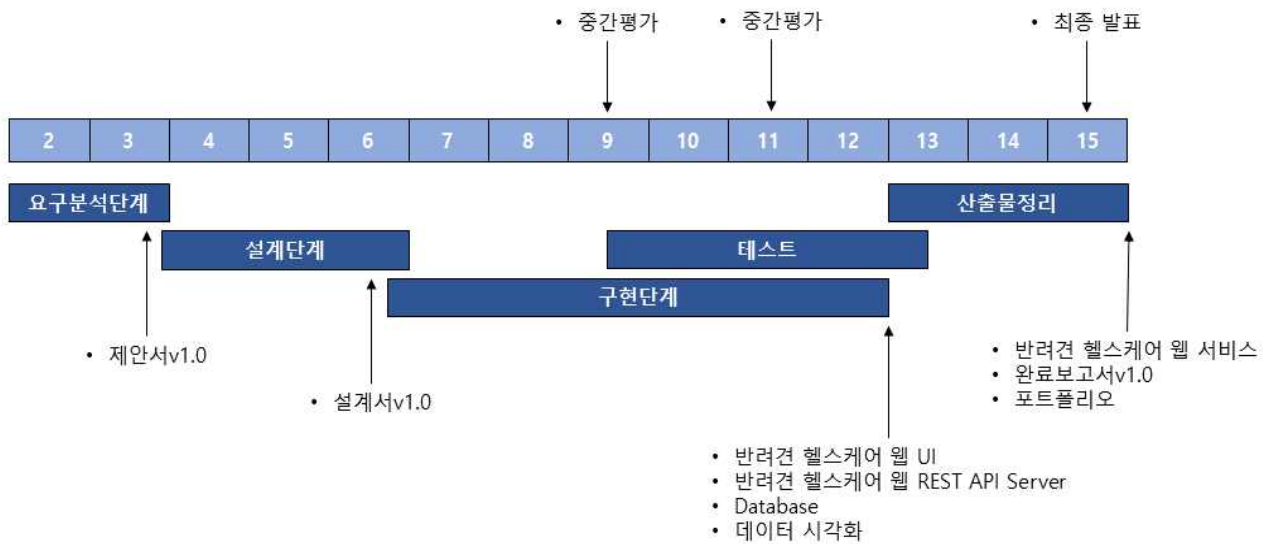 • 중간평가
• 중간평가
• 최종 발표
2 3 4 5 6 7 8 9 10 11 12 13 14 15
요구분석단계
산출물정리
설계단계
테스트
구현단계
• 제안서v1.0
• 설계서v1.0
• 반려견 헬스케어 웹 서비스
• 완료보고서v1.0
• 포트폴리오
• 반려견 헬스케어 웹 UI
• 반려견 헬스케어 웹 REST API Server
• Database
• 데이터 시각화